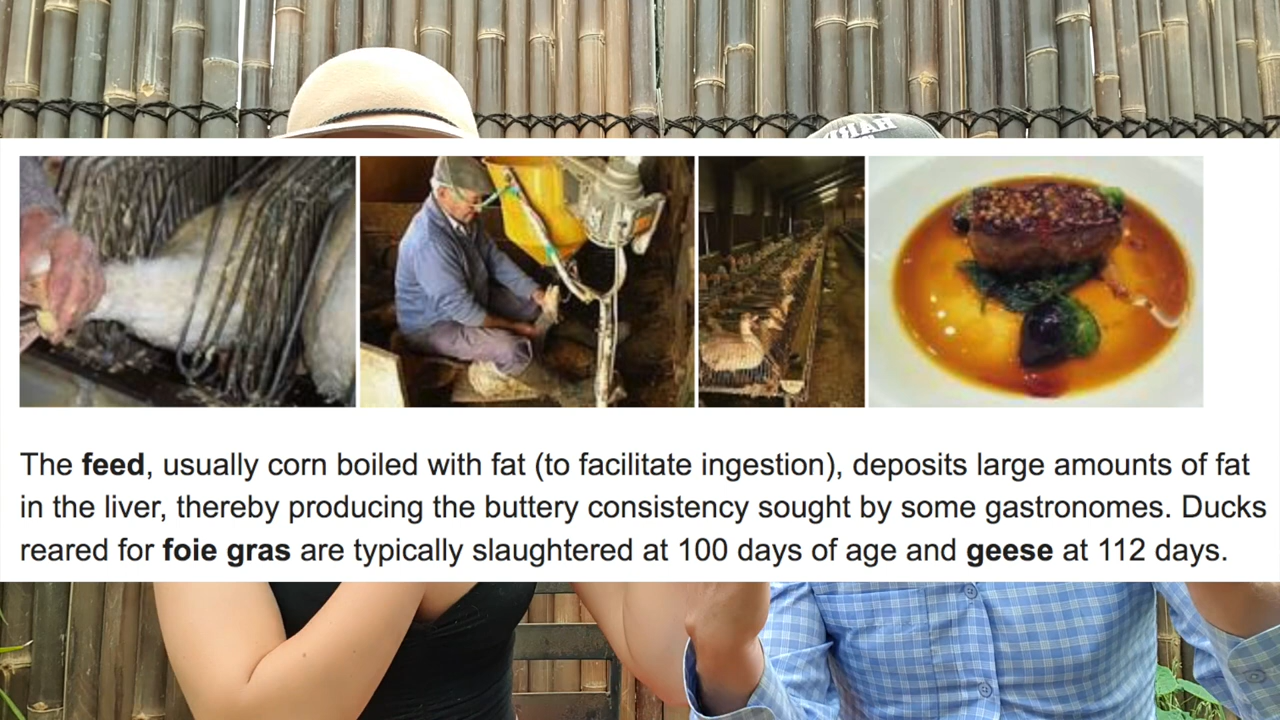 The feed, usually corn boiled with fat (to facilitate ingestion), deposits large amounts of fat
in the liver, thereby producing the buttery consistency sought by some gastronomes. Ducks
reared for foie gras are typically slaughtered at 100 days of age and geese at 112 days.